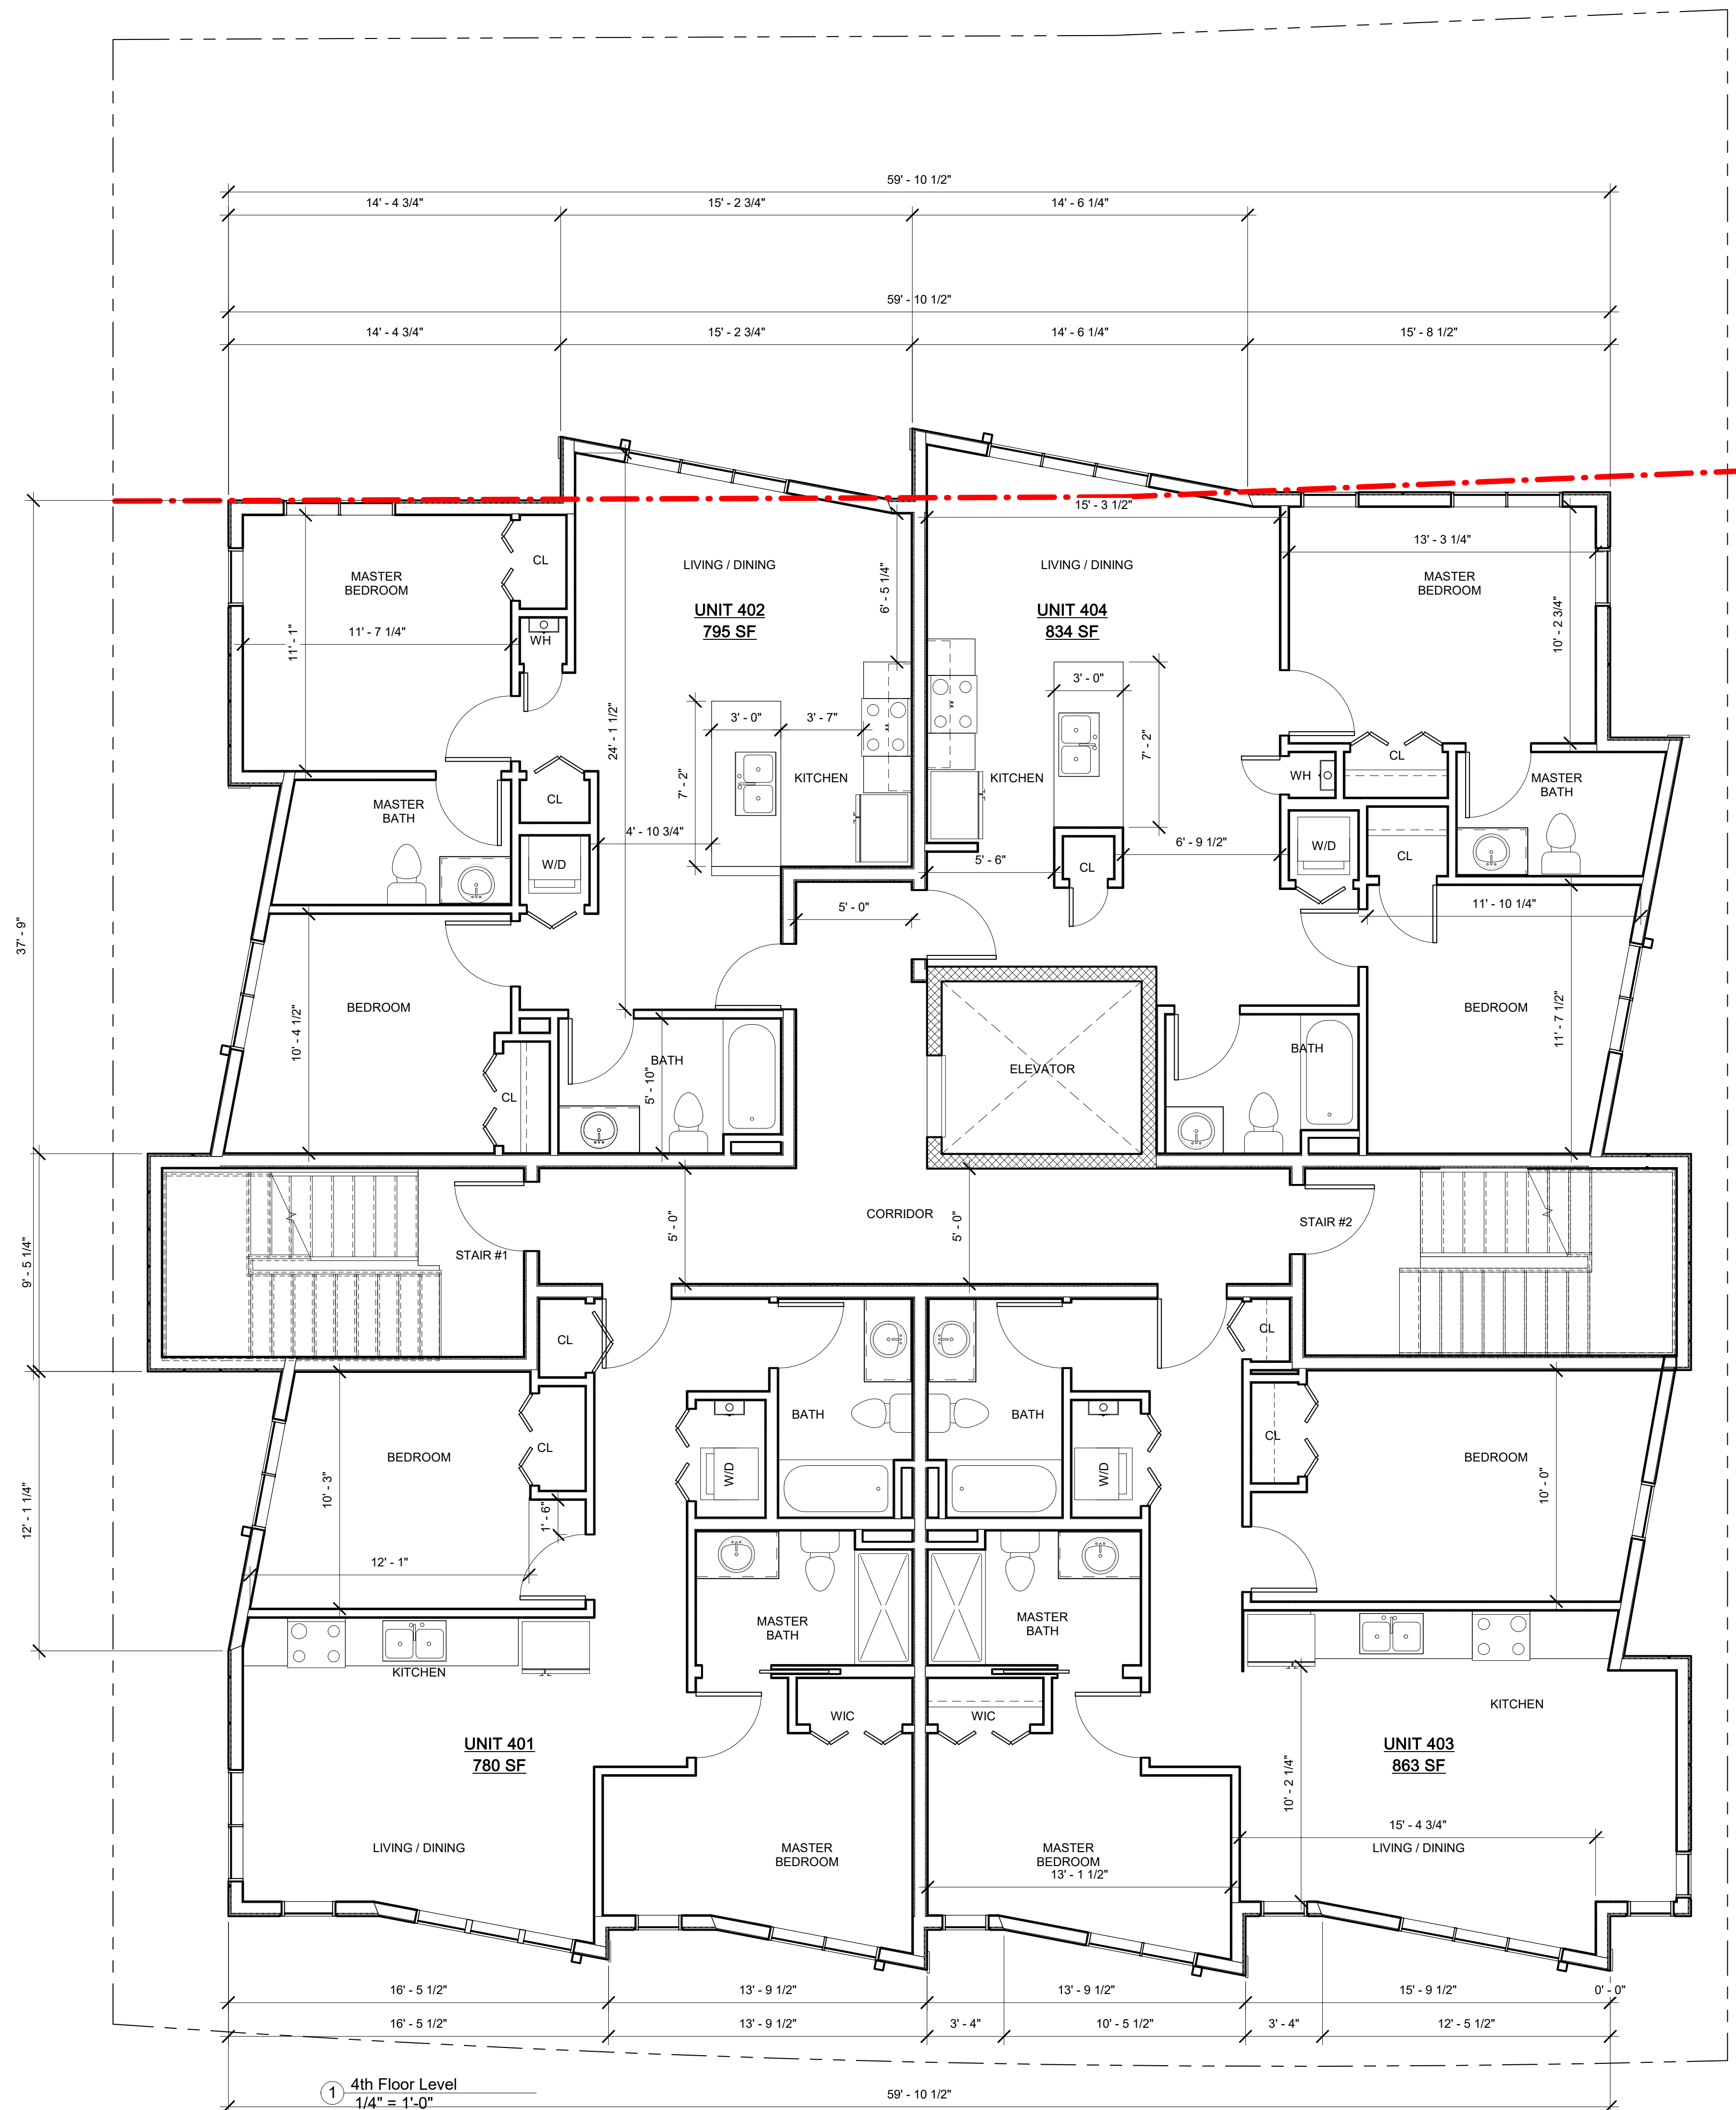 59' - 10 1/2"
14' - 4 3/4"
15' - 2 3/4"
14' - 6 1/4"
59' - 10 1/2"
14' - 4 3/4"
15' - 2 3/4"
14' - 6 1/4"
15' - 8 1/2"
15' - 3 1/2"
13' - 3 1/4"
MASTER
BEDROOM
CL
LIVING / DINING
UNIT 402
795 SF
6' - 5 1/4"
LIVING / DINING
UNIT 404
834 SF
MASTER
BEDROOM
10' - 2 3/4"
11' - 1"
11' - 7 1/4"
WH
24' - 1 1/2"
3' - 0"
3' - 7"
3' - 0"
7' - 2"
7' - 2"
KITCHEN
KITCHEN
WH
CL
MASTER
BATH
MASTER
BATH
CL
4' - 10 3/4"
W/D
5' - 6"
CL
6' - 9 1/2"
W/D
CL
5' - 0"
11' - 10 1/4"
37' - 9"
BEDROOM
10' - 4 1/2"
CL
BATH
5' - 10"
ELEVATOR
BATH
BEDROOM
11' - 7 1/2"
CORRIDOR
5' - 0"
5' - 0"
STAIR #1
STAIR #2
9' - 5 1/4"
CL
CL
BATH
BATH
CL
CL
BEDROOM
BEDROOM
W/D
W/D
10' - 3"
1' - 6"
10' - 0"
12' - 1 1/4"
12' - 1"
MASTER
BATH
MASTER
BATH
KITCHEN
KITCHEN
WIC
WIC
UNIT 401
780 SF
UNIT 403
863 SF
10' - 2 1/4"
15' - 4 3/4"
LIVING / DINING
MASTER
BEDROOM
MASTER
BEDROOM
13' - 1 1/2"
LIVING / DINING
16' - 5 1/2"
13' - 9 1/2"
13' - 9 1/2"
15' - 9 1/2"
0' - 0"
16' - 5 1/2"
13' - 9 1/2"
3' - 4"
10' - 5 1/2"
3' - 4"
12' - 5 1/2"
1
4th Floor Level
1/4" = 1'-0"
59' - 10 1/2"